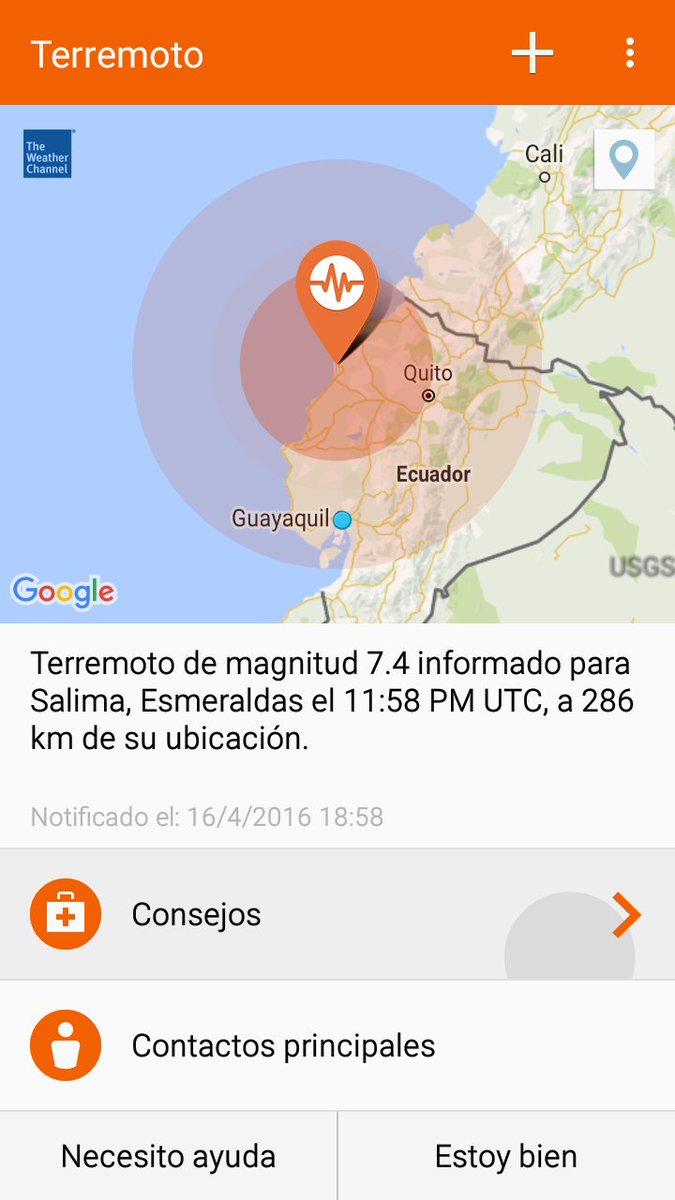 Terremoto
The
Weather
Channel
Cali
Quito
Ecuador
Guayaquil
USGS
Google
Terremoto de magnitud 7.4 informado para
Salima, Esmeraldas el 11:58 PM UTC, a 286
km de su ubicación.
Notificado el: 16/4/2016 18:58
Consejos
Contactos principales
Necesito ayuda
Estoy bien